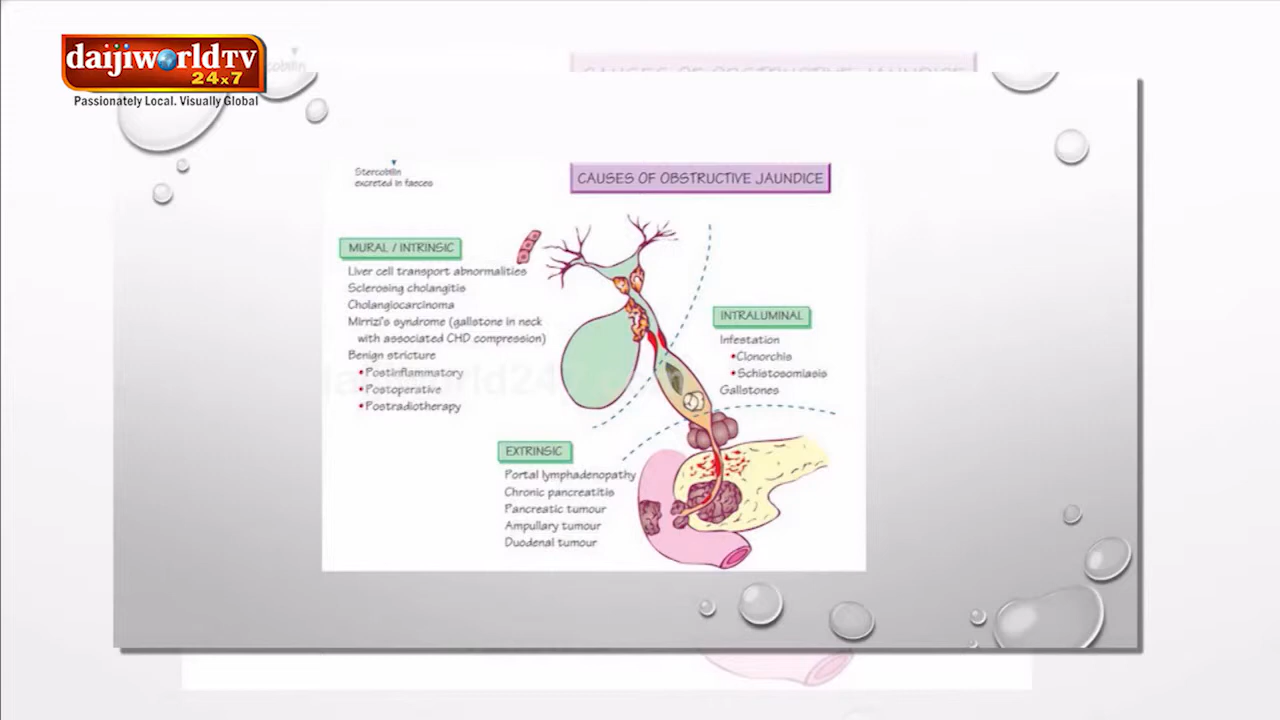 daijiworldTV
24x7
Passionately Local. Visually Global
Stercobilin
excreted in faeces
CAUSES OF OBSTRUCTIVE JAUNDICE
MURAL / INTRINSIC
Liver cell transport abnormalities
Sclerosing cholangitis
Cholangiocarcinoma
Mirrizi's syndrome (gallstone in neck
with associated CHD compression)
Benign stricture
•Postinflammatory
•Postoperative
•Postradiotherapy
INTRALUMINAL
Infestation
•Clonorchis
•Schistosomiasis
Gallstones
EXTRINSIC
Portal lymphadenopathy
Chronic pancreatitis
Pancreatic tumour
Ampullary tumour
Duodenal tumour